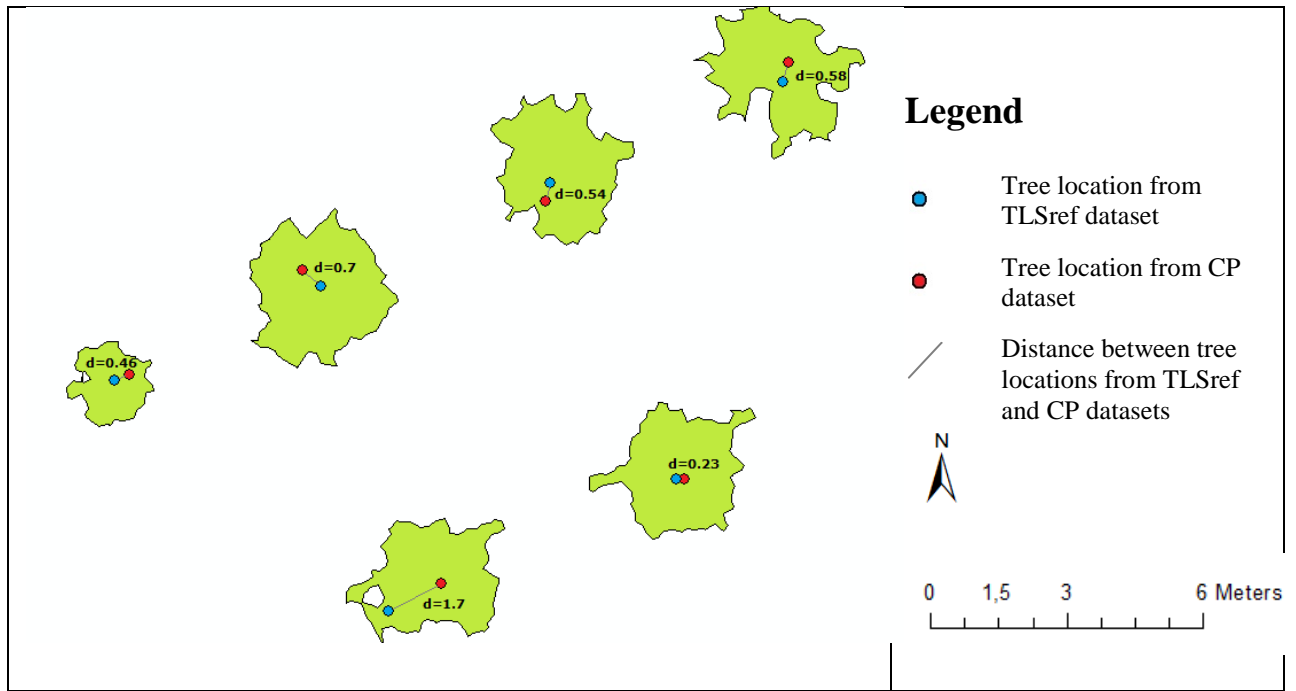 d=0.58
d=0.54
d=0.7
d=0.46
d=0.23
d=1.7
Legend
Tree location from
TLSref dataset
Tree location from CP
dataset
Distance between tree
locations from TLSref
and CP datasets
N
0 1,5 3 6 Meters